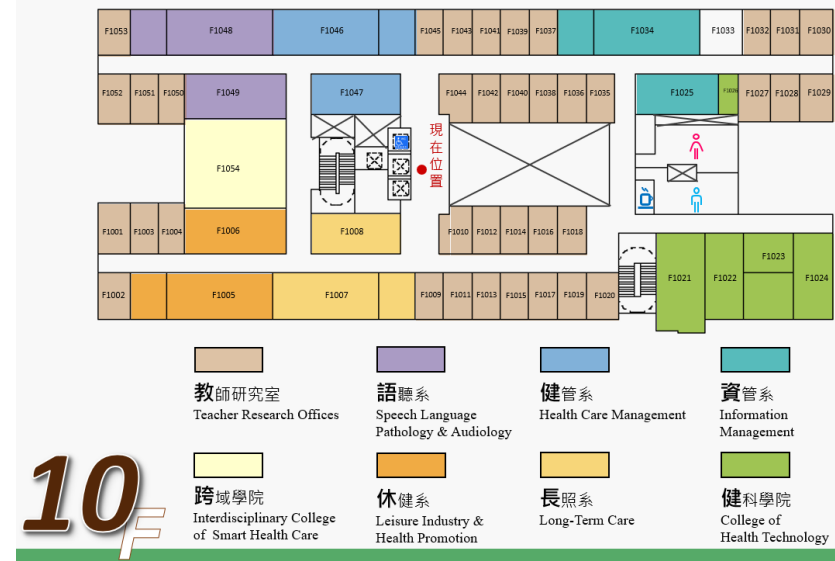 F1053 F1048 F1046 F1045 F1043 F1041 F1039 F1037 F1034 F1033 F1032 F1031 F1030
F1052 F1051 F1050 F1049 F1047 F1044 F1042 F1040 F1038 F1036 F1035 F1025 F1026 F1027 F1028 F1029
現在位置
F1054
F1001 F1003 F1004 F1006 F1008 F1010 F1012 F1014 F1016 F1018
F1021 F1022 F1023 F1024
F1002 F1005 F1007 F1009 F1011 F1013 F1015 F1017 F1019 F1020
教師研究室
Teacher Research Offices
語聽系
Speech Language
Pathology & Audiology
健管系
Health Care Management
資管系
Information
Management
跨域學院
Interdisciplinary College
of Smart Health Care
休健系
Leisure Industry &
Health Promotion
長照系
Long-Term Care
健科學院
College of
Health Technology
10F